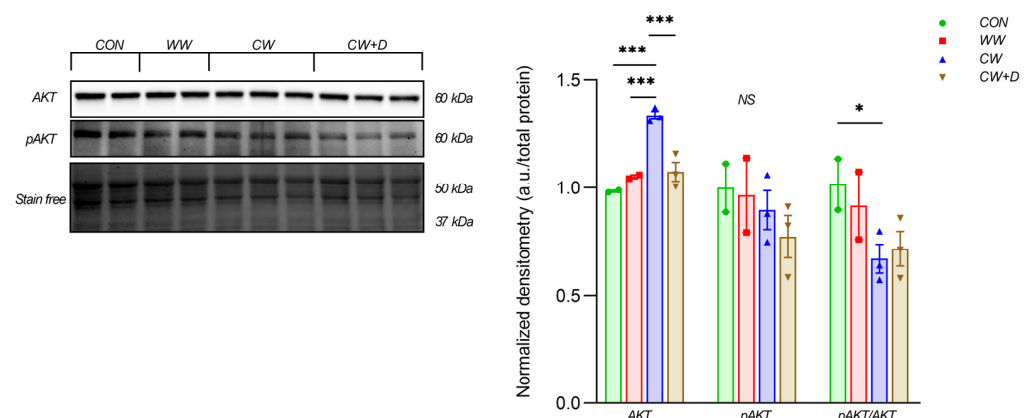 CON WW CW CW+D
AKT 60 kDa
pAKT 60 kDa
Stain free 50 kDa
37 kDa
Normalized densitometry (a.u./total protein)
1.5
1.0
0.5
0.0
***
***
***
NS
*
AKT pAKT pAKT/AKT
CON
WW
CW
CW+D